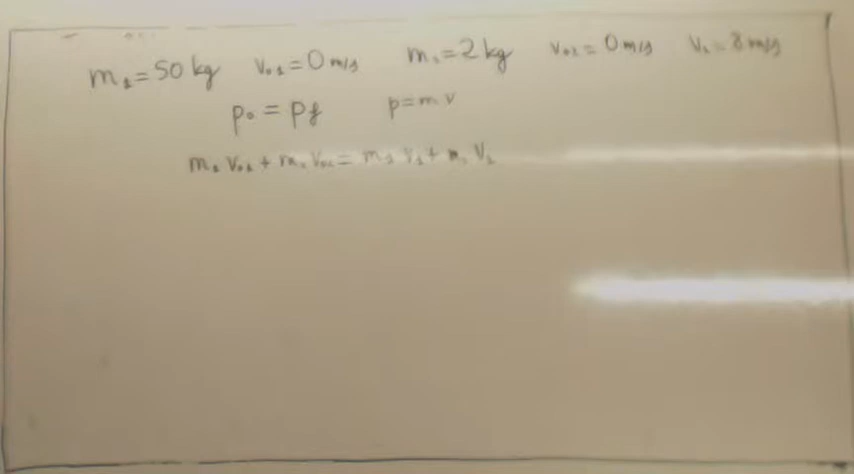 m₁=50 kg v₀₁=0 m/s m₂=2 kg v₀₂=0 m/s v₂=8 m/s
p₀=pf p=m v
m₁ v₀₁+m₂ v₀₂=m₁ v₁+m₂ v₂